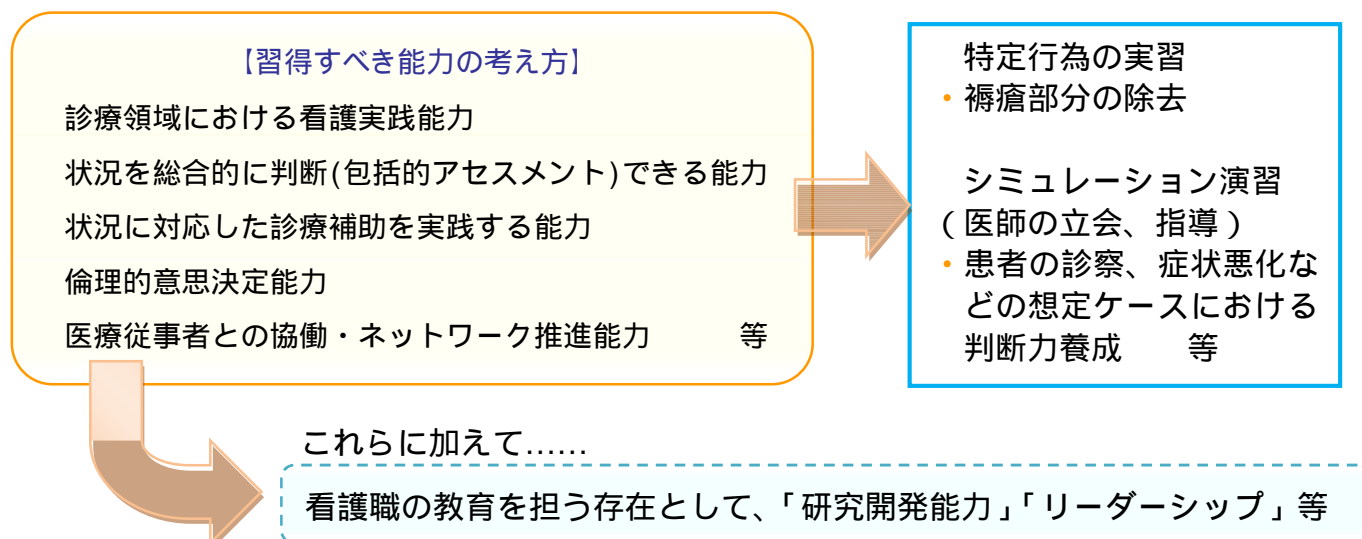 【習得すべき能力の考え方】
診療領域における看護実践能力
状況を総合的に判断(包括的アセスメント)できる能力
状況に対応した診療補助を実践する能力
倫理的意思決定能力
医療従事者との協働・ネットワーク推進能力　　　等
特定行為の実習
・褥瘡部分の除去
シミュレーション演習
(医師の立会、指導)
・患者の診察、症状悪化な
どの想定ケースにおける
判断力養成　　等
これらに加えて……
看護職の教育を担う存在として、「研究開発能力」「リーダーシップ」等